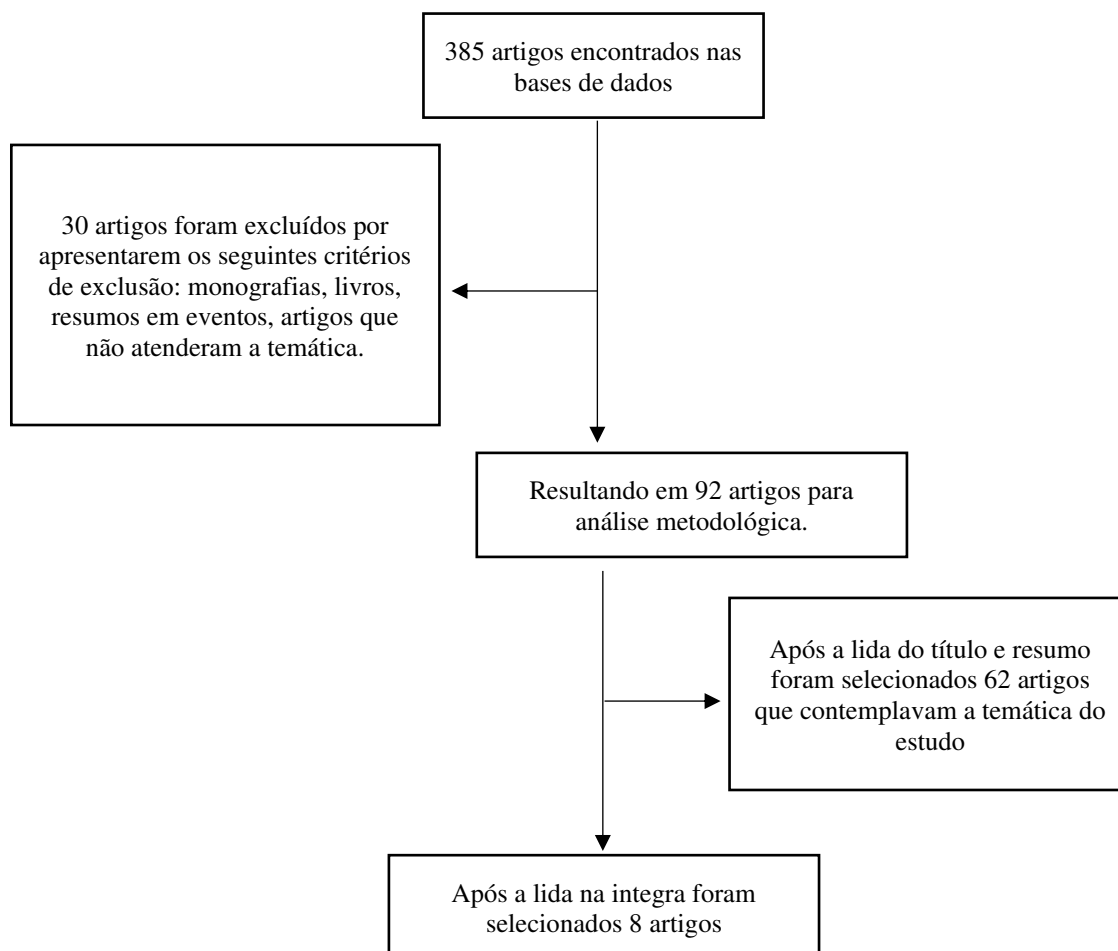 385 artigos encontrados nas
bases de dados
30 artigos foram excluídos por
apresentarem os seguintes critérios
de exclusão: monografias, livros,
resumos em eventos, artigos que
não atenderam a temática.
Resultando em 92 artigos para
análise metodológica.
Após a lida do título e resumo
foram selecionados 62 artigos
que contemplavam a temática do
estudo
Após a lida na integra foram
selecionados 8 artigos